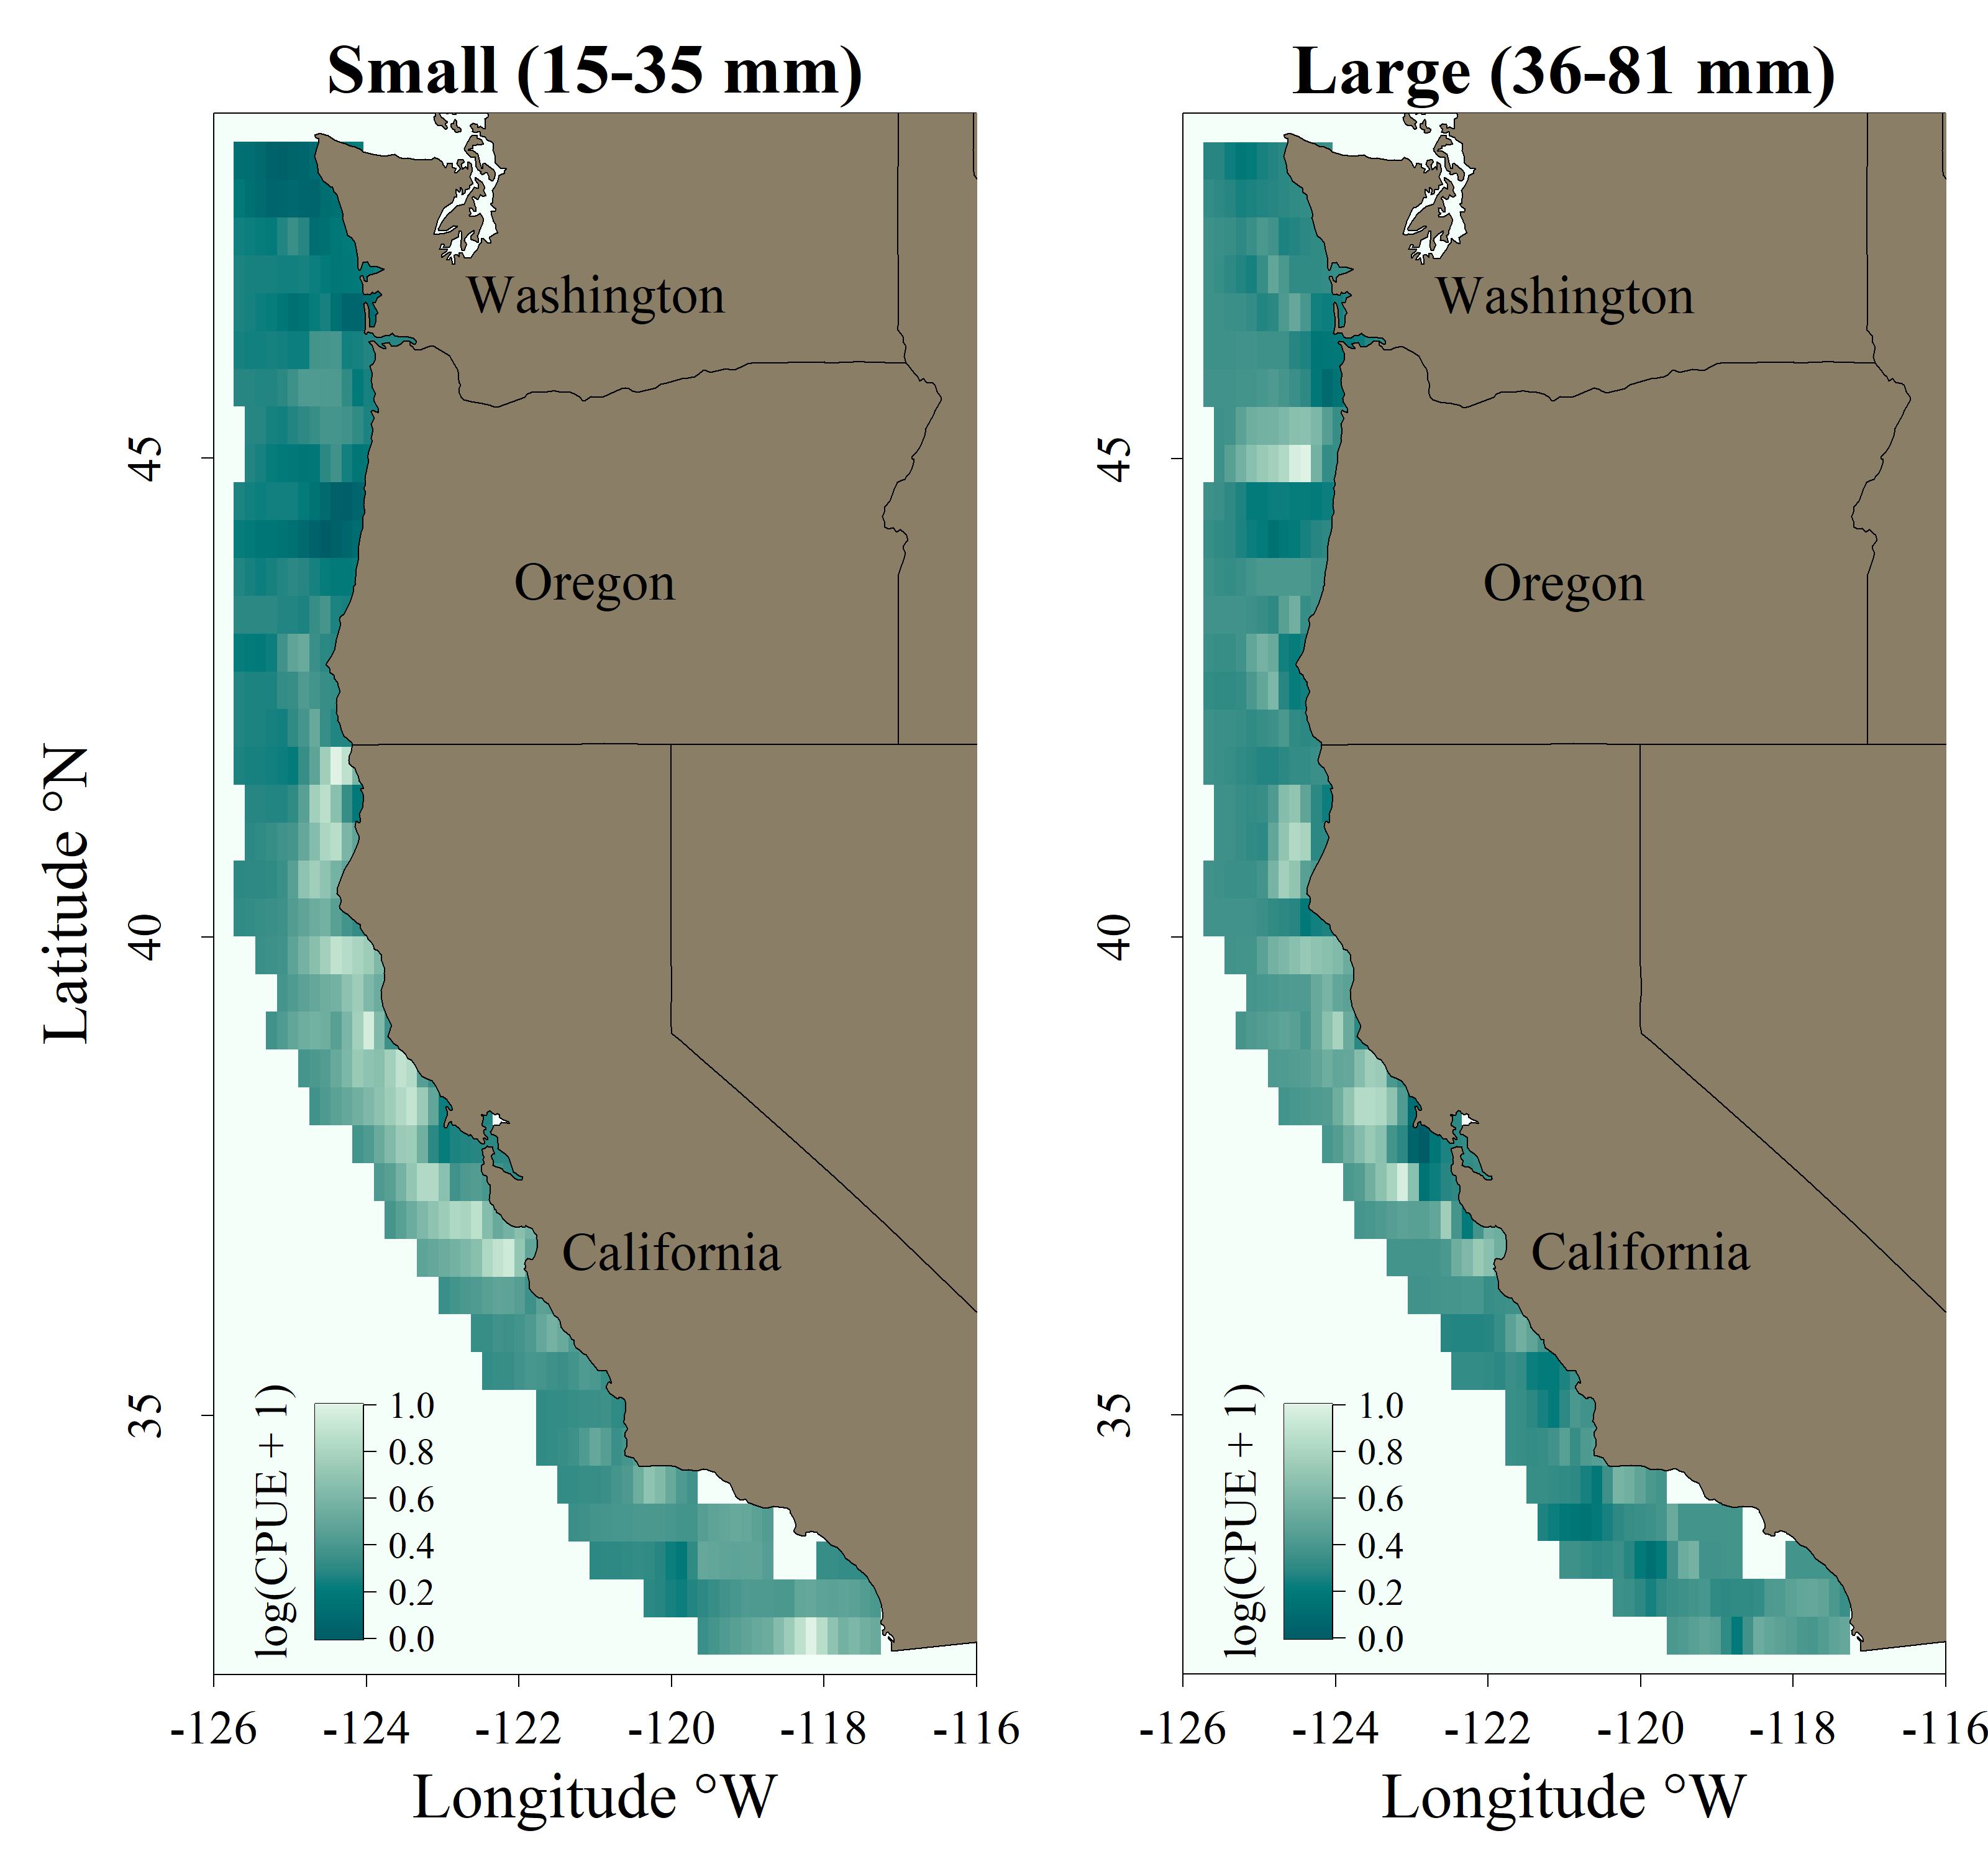 Small (15-35 mm)
Large (36-81 mm)
Washington
Oregon
California
Latitude °N
45
40
35
log(CPUE + 1)
1.0
0.8
0.6
0.4
0.2
0.0
-126
-124
-122
-120
-118
-116
Longitude °W
Washington
Oregon
California
45
40
35
log(CPUE + 1)
1.0
0.8
0.6
0.4
0.2
0.0
-126
-124
-122
-120
-118
-116
Longitude °W